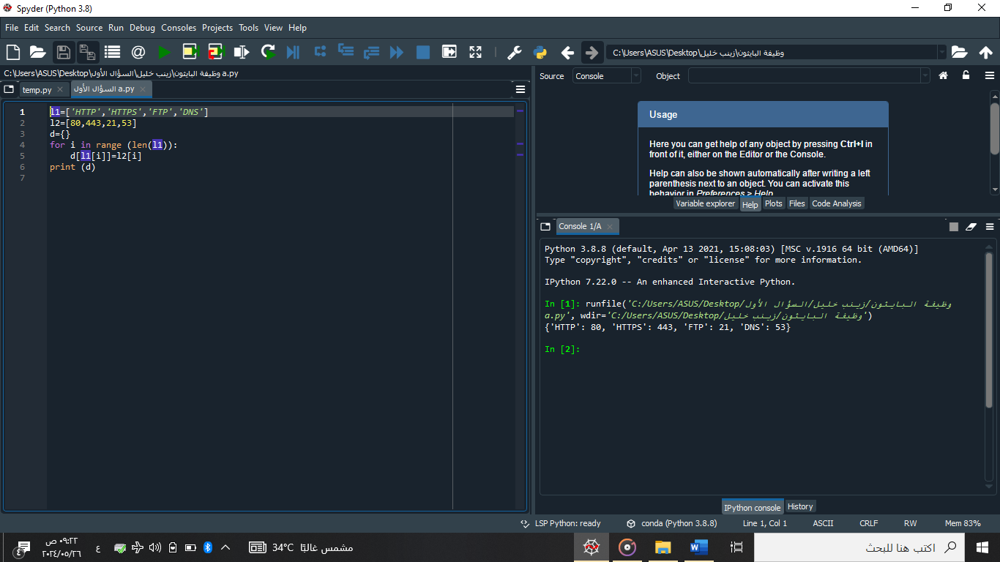 Spyder (Python 3.8)
File Edit Search Source Run Debug Consoles Projects Tools View Help
C:\Users\ASUS\Desktop\وظيفة البايثون\زينب خليل
C:\Users\ASUS\Desktop\وظيفة البايثون\زينب خليل\السؤال الأول a.py
temp.py
السؤال الأول a.py
1 l1=['HTTP','HTTPS','FTP','DNS']
2 l2=[80,443,21,53]
3 d={}
4 for i in range (len(l1)):
5 d[l1[i]]=l2[i]
6 print (d)
7
Source Console Object
Usage
Here you can get help of any object by pressing Ctrl+I in
front of it, either on the Editor or the Console.
Help can also be shown automatically after writing a left
parenthesis next to an object. You can activate this
behavior in Preferences > Help.
Variable explorer Help Plots Files Code Analysis
Console 1/A
Python 3.8.8 (default, Apr 13 2021, 15:08:03) [MSC v.1916 64 bit (AMD64)]
Type "copyright", "credits" or "license" for more information.
IPython 7.22.0 -- An enhanced Interactive Python.
In [1]: runfile('C:/Users/ASUS/Desktop/وظيفة البايثون/زينب خليل/السؤال الأول
a.py', wdir='C:/Users/ASUS/Desktop/وظيفة البايثون/زينب خليل')
{'HTTP': 80, 'HTTPS': 443, 'FTP': 21, 'DNS': 53}
In [2]:
IPython console History
LSP Python: ready conda (Python 3.8.8) Line 1, Col 1 ASCII CRLF RW Mem 83%
٠٩:٢٢ ص
٢٠٢٤/٠٥/٢٦
٤
ع
34°C مشمس غالبًا
اكتب هنا للبحث